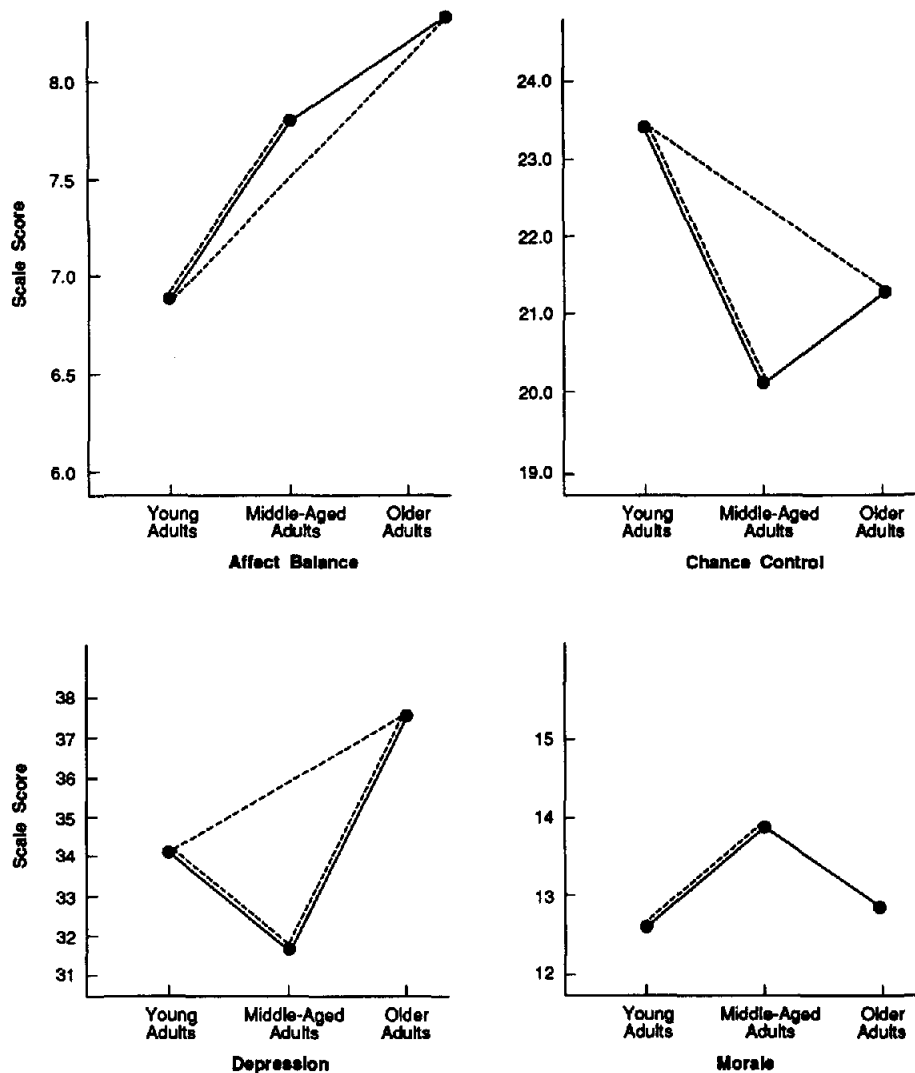 Scale Score
8.0
7.5
7.0
6.5
6.0
Young Adults
Middle-Aged Adults
Older Adults
Affect Balance
24.0
23.0
22.0
21.0
20.0
19.0
Young Adults
Middle-Aged Adults
Older Adults
Chance Control
Scale Score
38
37
36
35
34
33
32
31
Young Adults
Middle-Aged Adults
Older Adults
Depression
15
14
13
12
Young Adults
Middle-Aged Adults
Older Adults
Morale